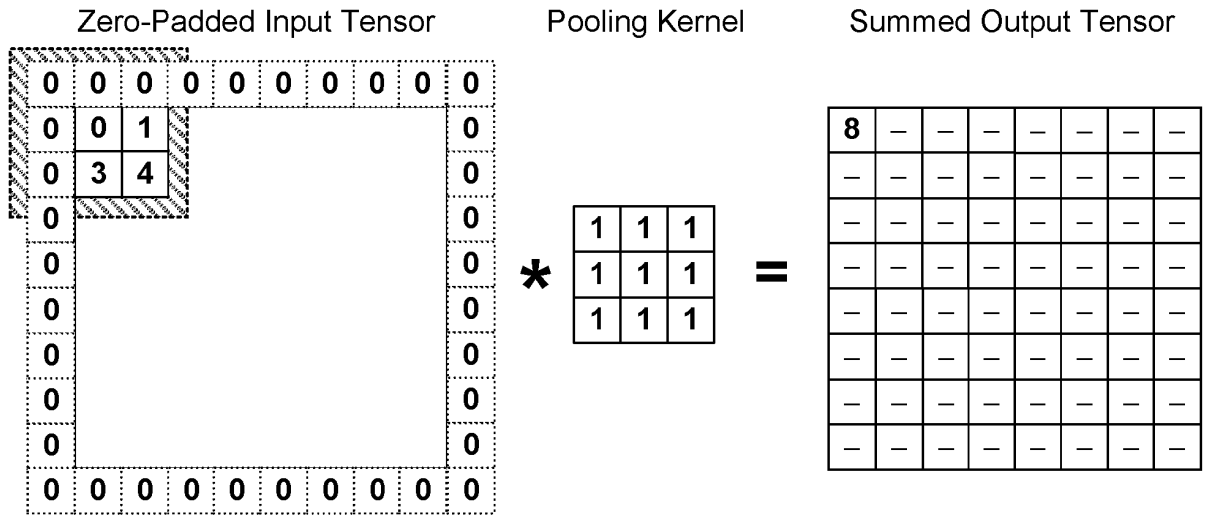 Zero-Padded Input Tensor Pooling Kernel Summed Output Tensor
0 0 0 0 0 0 0 0 0 0
0 0 1 0 8 – – – – – – –
0 3 4 0 – – – – – – – –
0 0 1 1 1 – – – – – – – –
0 0 * 1 1 1 = – – – – – – – –
0 0 1 1 1 – – – – – – – –
0 0 – – – – – – – –
0 0 – – – – – – – –
0 0 – – – – – – – –
0 0 0 0 0 0 0 0 0 0